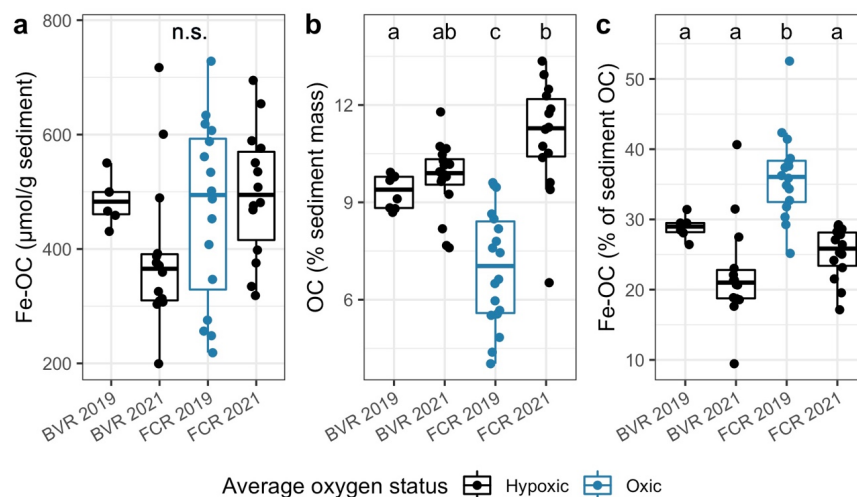 a
n.s.
Fe-OC (μmol/g sediment)
800
600
400
200
BVR 2019
BVR 2021
FCR 2019
FCR 2021
b
a ab c b
OC (% sediment mass)
12
9
6
BVR 2019
BVR 2021
FCR 2019
FCR 2021
c
a a b a
Fe-OC (% of sediment OC)
50
40
30
20
10
BVR 2019
BVR 2021
FCR 2019
FCR 2021
Average oxygen status Hypoxic Oxic